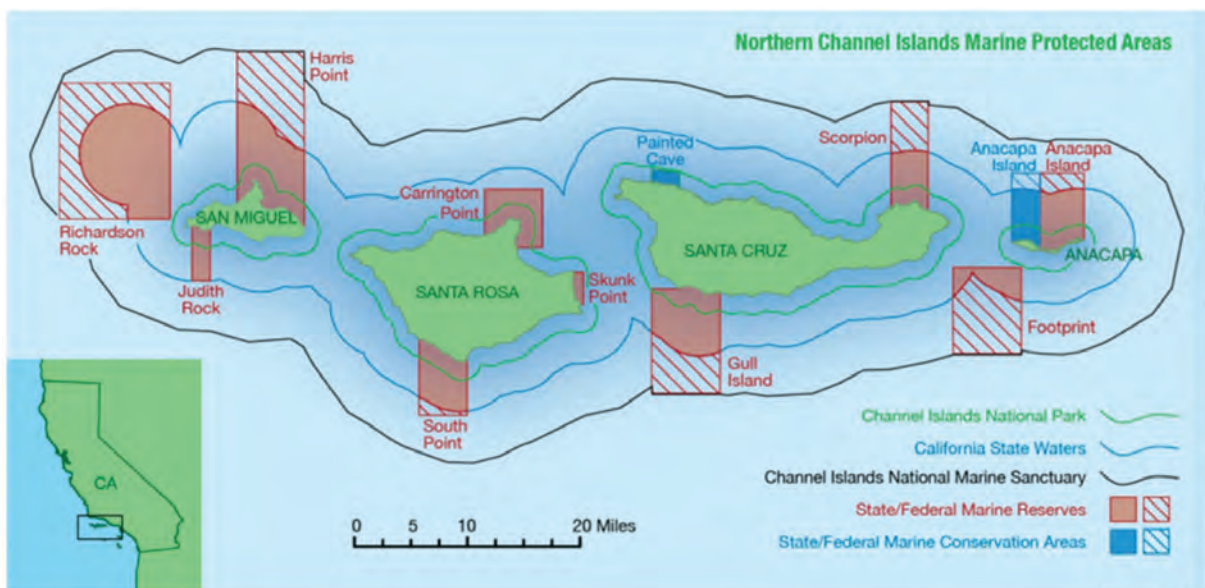 Northern Channel Islands Marine Protected Areas
Harris
Point
Richardson
Rock
SAN MIGUEL
Judith
Rock
Carrington
Point
SANTA ROSA
Skunk
Point
South
Point
Painted
Cave
SANTA CRUZ
Gull
Island
Scorpion
Anacapa
Island
Anacapa
Island
ANACAPA
Footprint
CA
0 5 10 20 Miles
Channel Islands National Park
California State Waters
Channel Islands National Marine Sanctuary
State/Federal Marine Reserves
State/Federal Marine Conservation Areas